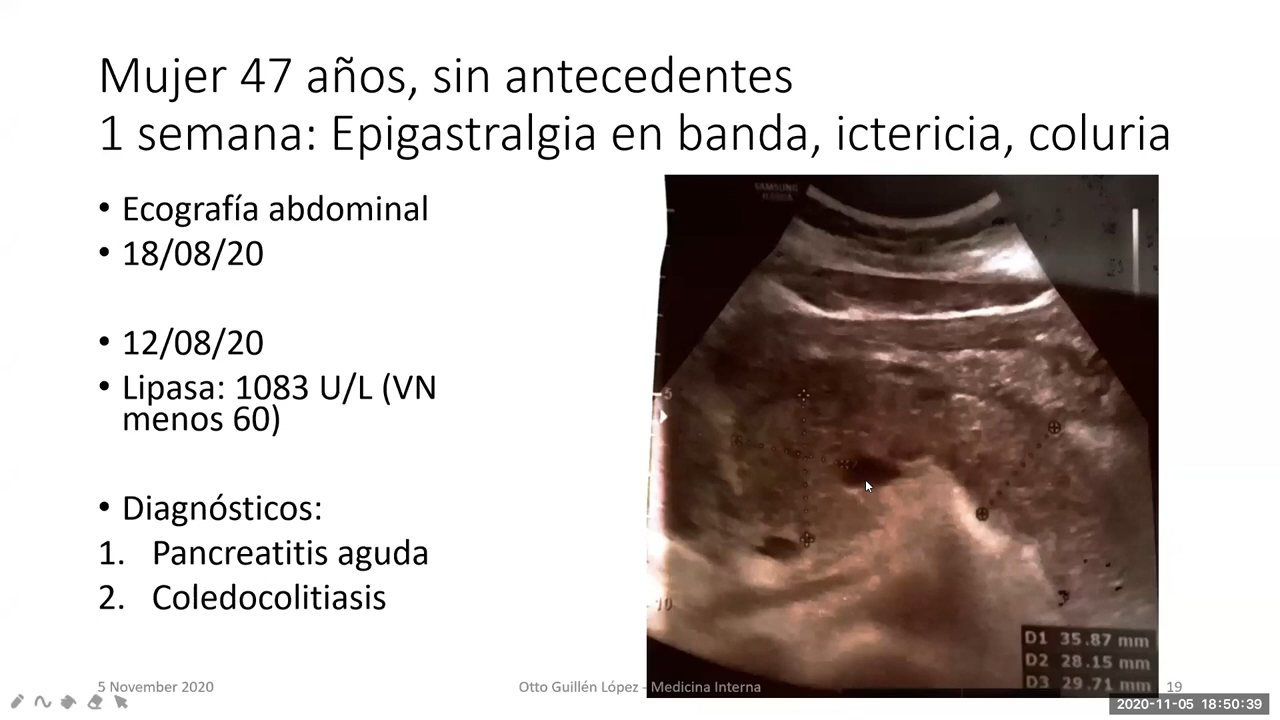 Mujer 47 años, sin antecedentes
1 semana: Epigastralgia en banda, ictericia, coluria
• Ecografía abdominal
• 18/08/20
• 12/08/20
• Lipasa: 1083 U/L (VN
menos 60)
• Diagnósticos:
1. Pancreatitis aguda
2. Coledocolitiasis
SAMSUNG
5
10
D1 35.87 mm
D2 28.15 mm
D3 29.71 mm
5 November 2020
Otto Guillén López - Medicina Interna
19
2020-11-05 18:50:39